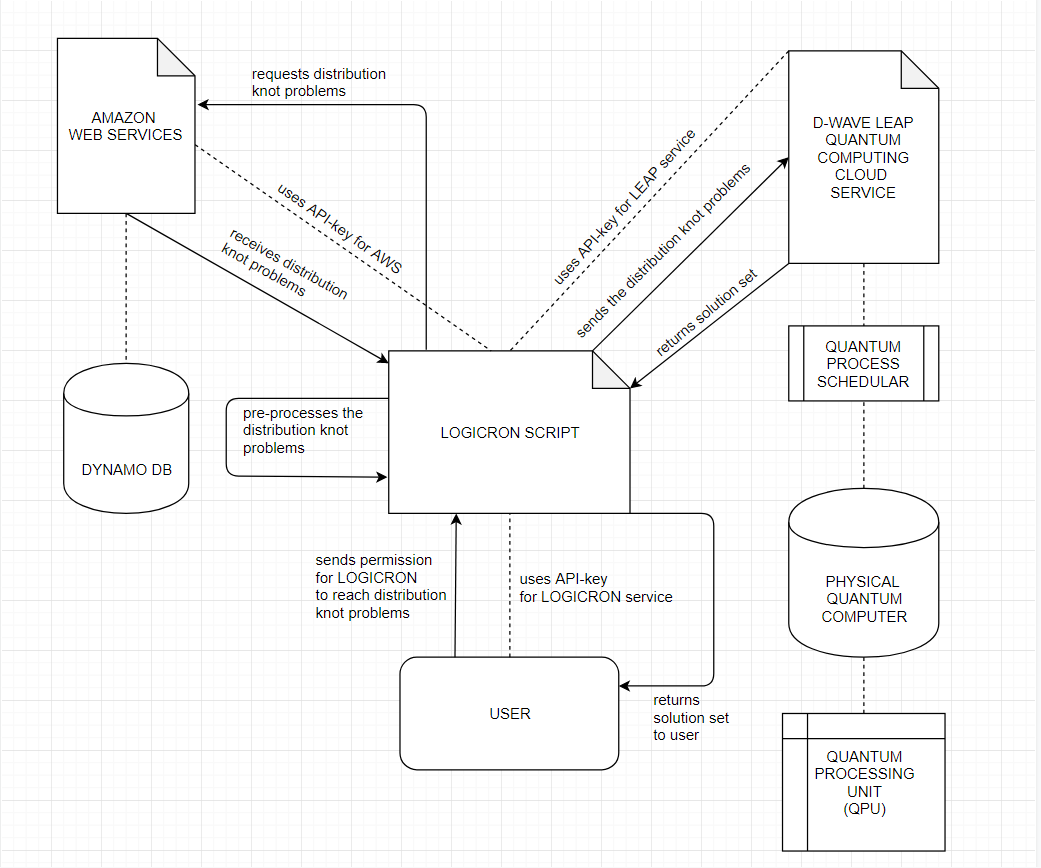 requests distribution
knot problems
AMAZON
WEB SERVICES
D-WAVE LEAP
QUANTUM
COMPUTING
CLOUD
SERVICE
uses API-key for AWS
receives distribution
knot problems
uses API-key for LEAP service
sends the distribution knot problems
returns solution set
QUANTUM
PROCESS
SCHEDULAR
pre-processes the
distribution knot
problems
LOGICRON SCRIPT
DYNAMO DB
sends permission
for LOGICRON
to reach distribution
knot problems
uses API-key
for LOGICRON service
PHYSICAL
QUANTUM
COMPUTER
USER
returns
solution set
to user
QUANTUM
PROCESSING
UNIT
(QPU)